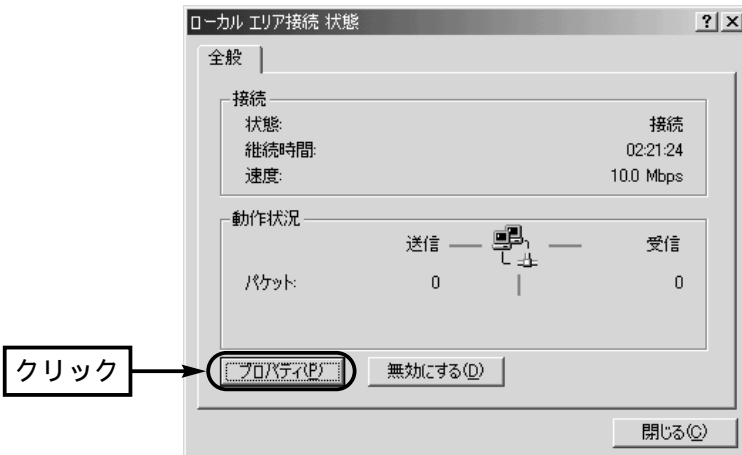 ローカル エリア接続 状態
全般
接続
状態: 接続
継続時間: 02:21:24
速度: 10.0 Mbps
動作状況
送信 受信
パケット: 0 0
クリック
プロパティ(P) 無効にする(D)
閉じる(C)